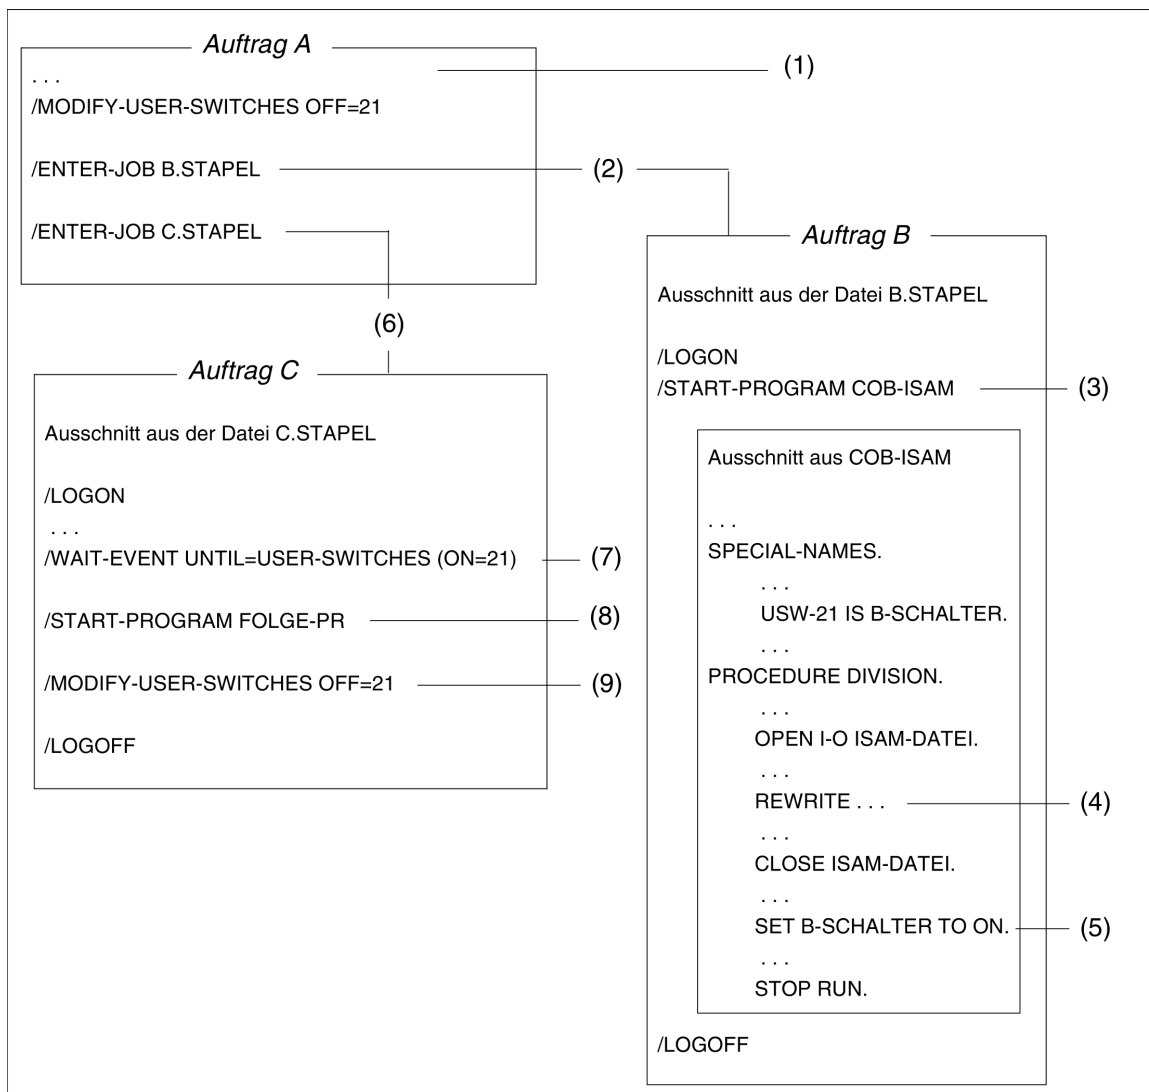 Auftrag A
. . .
(1)
/MODIFY-USER-SWITCHES OFF=21
/ENTER-JOB B.STAPEL
(2)
/ENTER-JOB C.STAPEL
(6)
Auftrag B
Ausschnitt aus der Datei B.STAPEL
/LOGON
/START-PROGRAM COB-ISAM
(3)
Ausschnitt aus COB-ISAM
. . .
SPECIAL-NAMES.
. . .
USW-21 IS B-SCHALTER.
. . .
PROCEDURE DIVISION.
. . .
OPEN I-O ISAM-DATEI.
. . .
REWRITE . . .
(4)
. . .
CLOSE ISAM-DATEI.
. . .
SET B-SCHALTER TO ON.
(5)
. . .
STOP RUN.
/LOGOFF
Auftrag C
Ausschnitt aus der Datei C.STAPEL
/LOGON
. . .
/WAIT-EVENT UNTIL=USER-SWITCHES (ON=21)
(7)
/START-PROGRAM FOLGE-PR
(8)
/MODIFY-USER-SWITCHES OFF=21
(9)
/LOGOFF